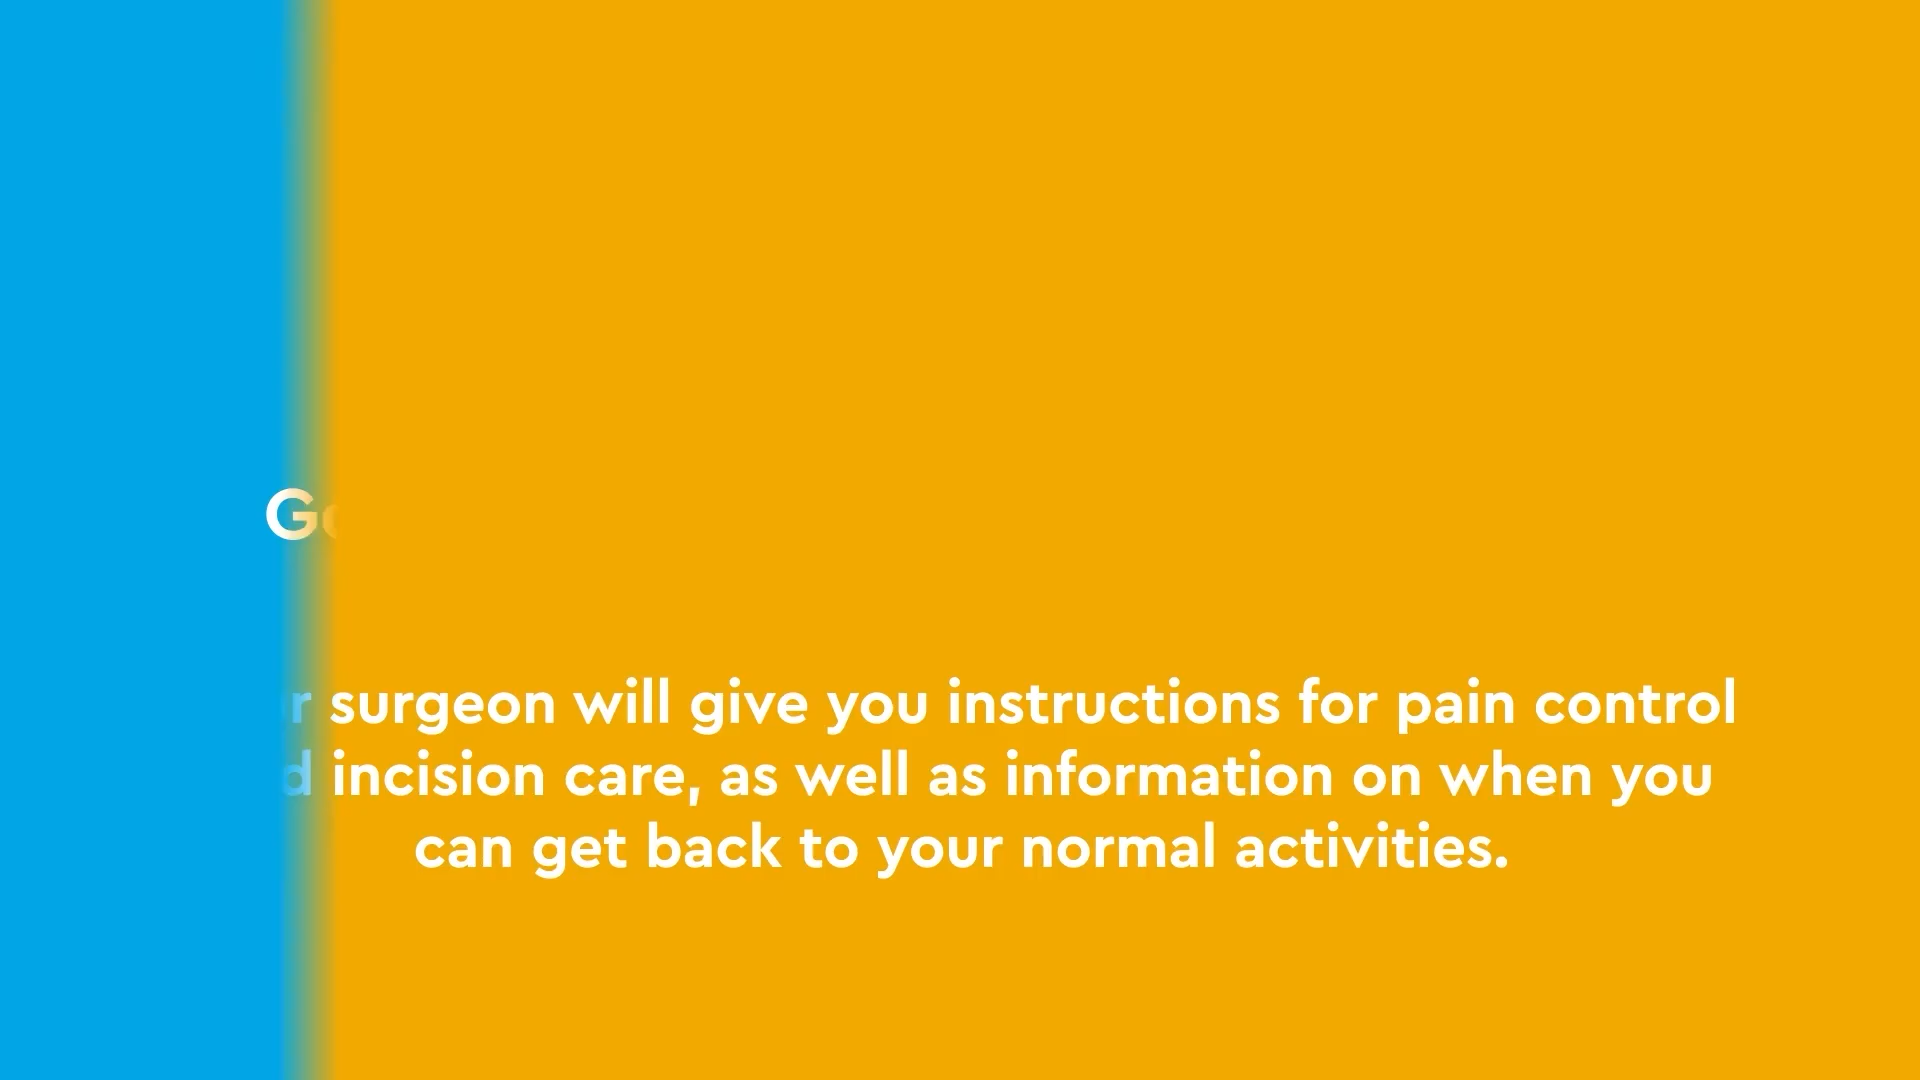 surgeon will give you instructions for pain control
incision care, as well as information on when you
can get back to your normal activities.